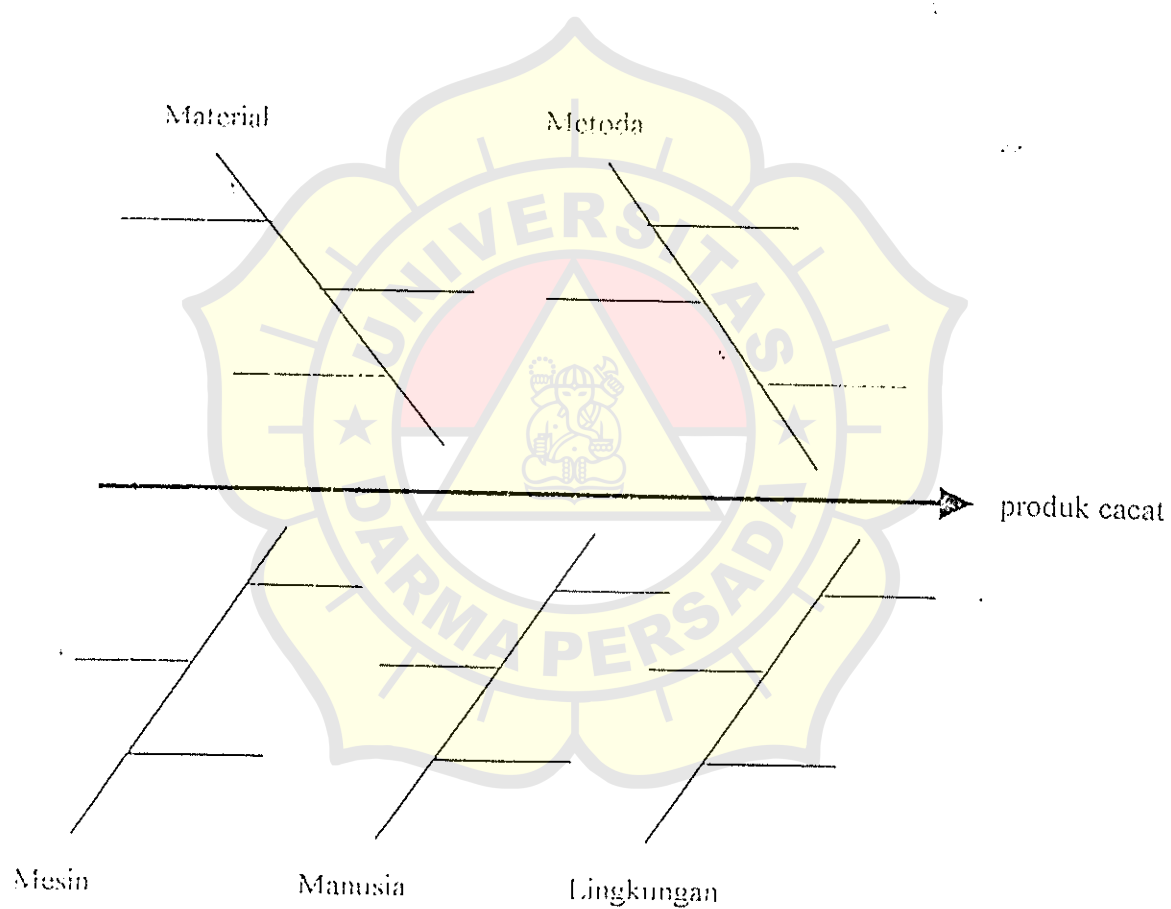 Material
Metoda
UNIVERSITAS
DARMA PERSADA
produk cacat
Mesin
Manusia
Lingkungan